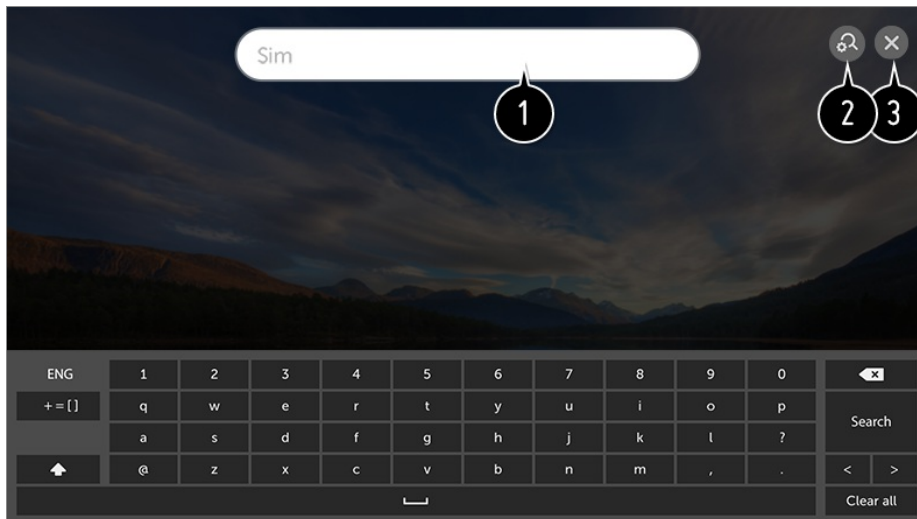 Sim
1
2 3
ENG 1 2 3 4 5 6 7 8 9 0
+=[] q w e r t y u i o p
Search
a s d f g h j k l ?
@ z x c v b n m , . < >
Clear all